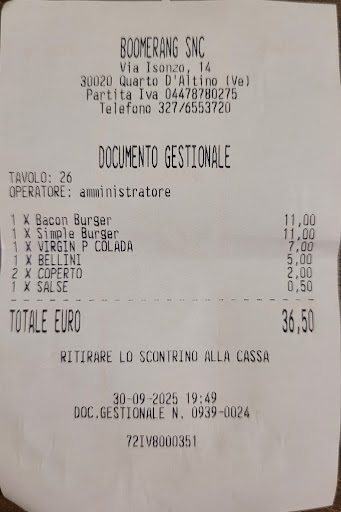 BOOMERANG SNC
Via Isonzo, 14
30020 Quarto D'Altino (Ve)
Partita Iva 04478780275
Telefono 327/6553720
DOCUMENTO GESTIONALE
TAVOLO: 26
OPERATORE: amministratore
1 X Bacon Burger 11,00
1 X Simple Burger 11,00
1 X VIRGIN P COLADA 7,00
1 X BELLINI 5,00
2 X COPERTO 2,00
1 X SALSE 0,50
TOTALE EURO 36,50
RITIRARE LO SCONTRINO ALLA CASSA
30-09-2025 19:49
DOC.GESTIONALE N. 0939-0024
72IV8000351